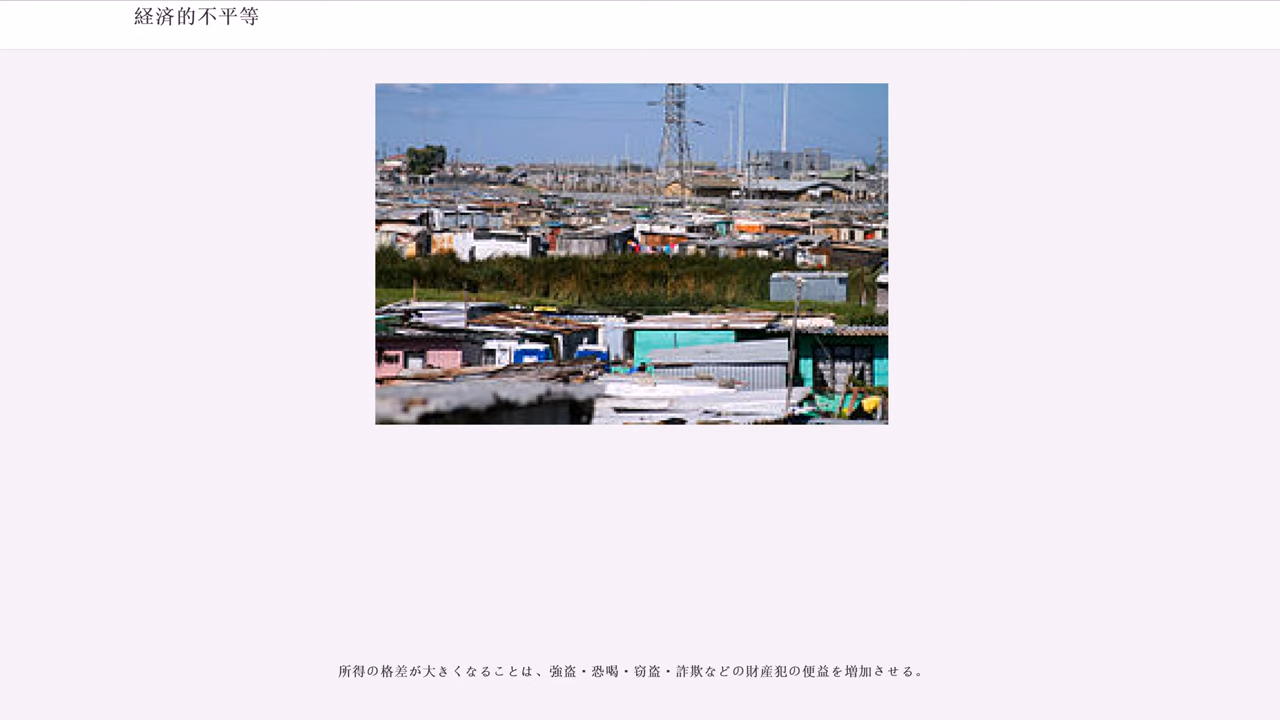 経済的不平等
所得の格差が大きくなることは、強盗・恐喝・窃盗・詐欺などの財産犯の便益を増加させる。